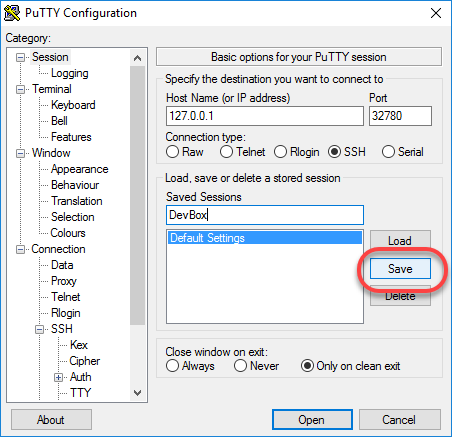 PuTTY Configuration
Category:
Session
Logging
Terminal
Keyboard
Bell
Features
Window
Appearance
Behaviour
Translation
Selection
Colours
Connection
Data
Proxy
Telnet
Rlogin
SSH
Kex
Cipher
Auth
TTY
Basic options for your PuTTY session
Specify the destination you want to connect to
Host Name (or IP address) Port
127.0.0.1 32780
Connection type:
Raw Telnet Rlogin SSH Serial
Load, save or delete a stored session
Saved Sessions
DevBox
Default Settings
Load
Save
Delete
Close window on exit:
Always Never Only on clean exit
About Open Cancel